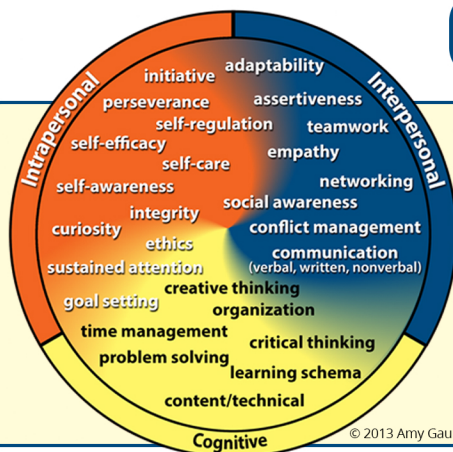 Intrapersonal
Interpersonal
adaptability
initiative
perseverance
assertiveness
self-regulation
teamwork
self-efficacy
empathy
self-care
self-awareness
networking
social awareness
integrity
curiosity
conflict management
ethics
communication
(verbal, written, nonverbal)
sustained attention
creative thinking
goal setting
organization
time management
critical thinking
problem solving
learning schema
content/technical
Cognitive
© 2013 Amy Gau